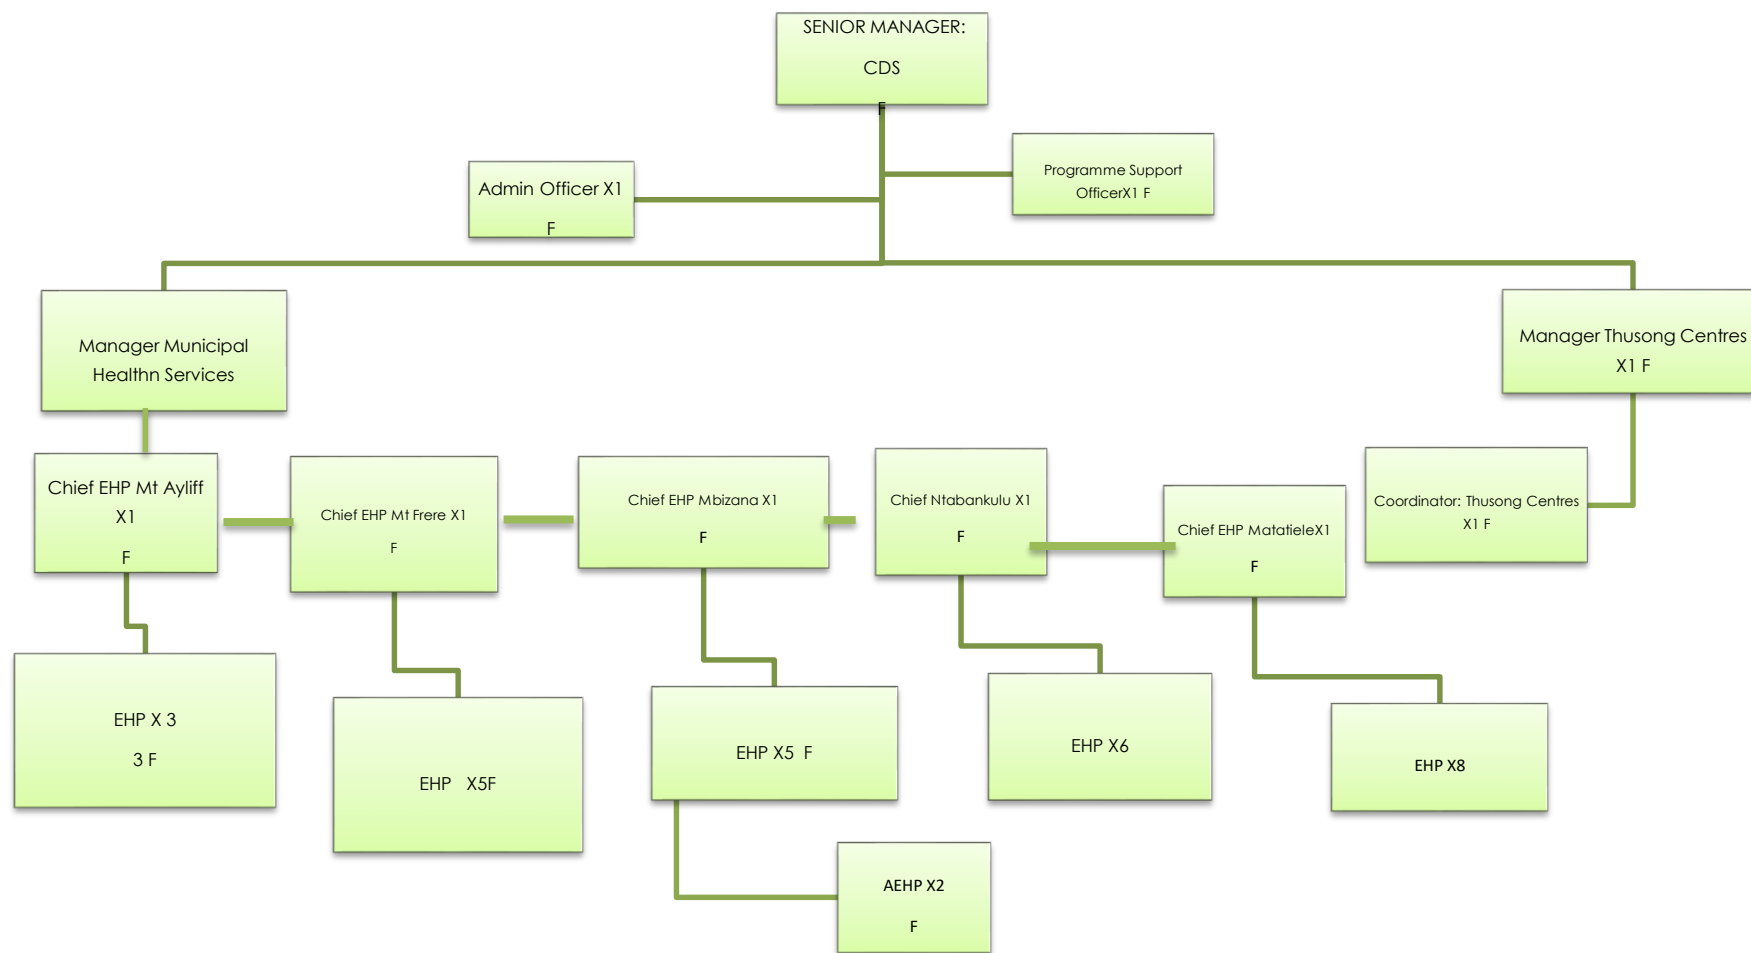 SENIOR MANAGER:
CDS
F
Admin Officer X1
F
Programme Support
OfficerX1 F
Manager Municipal
Healthn Services
Manager Thusong Centres
X1 F
Chief EHP Mt Ayliff
X1
F
Chief EHP Mt Frere X1
F
Chief EHP Mbizana X1
F
Chief Ntabankulu X1
F
Chief EHP MatatieleX1
F
Coordinator: Thusong Centres
X1 F
EHP X 3
3 F
EHP X5F
EHP X5 F
EHP X6
EHP X8
AEHP X2
F